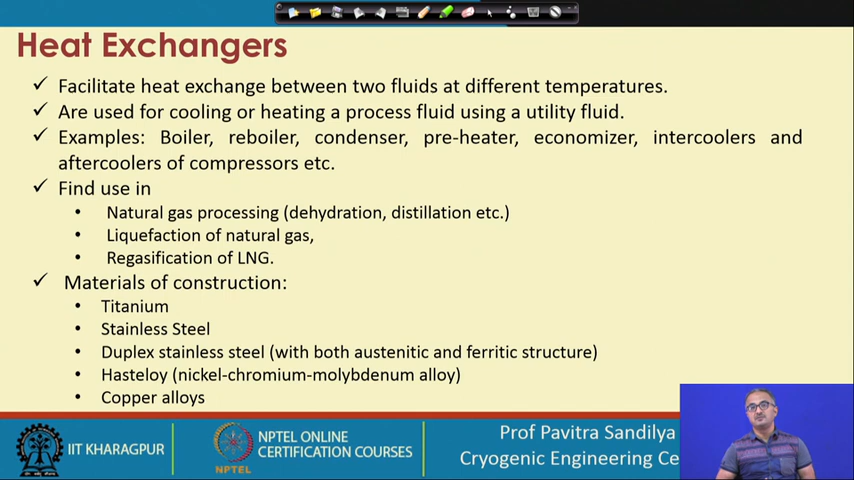 Heat Exchangers
✓ Facilitate heat exchange between two fluids at different temperatures.
✓ Are used for cooling or heating a process fluid using a utility fluid.
✓ Examples: Boiler, reboiler, condenser, pre-heater, economizer, intercoolers and
aftercoolers of compressors etc.
✓ Find use in
• Natural gas processing (dehydration, distillation etc.)
• Liquefaction of natural gas,
• Regasification of LNG.
✓ Materials of construction:
• Titanium
• Stainless Steel
• Duplex stainless steel (with both austenitic and ferritic structure)
• Hasteloy (nickel-chromium-molybdenum alloy)
• Copper alloys
IIT KHARAGPUR
NPTEL
NPTEL ONLINE
CERTIFICATION COURSES
Prof Pavitra Sandilya
Cryogenic Engineering Ce